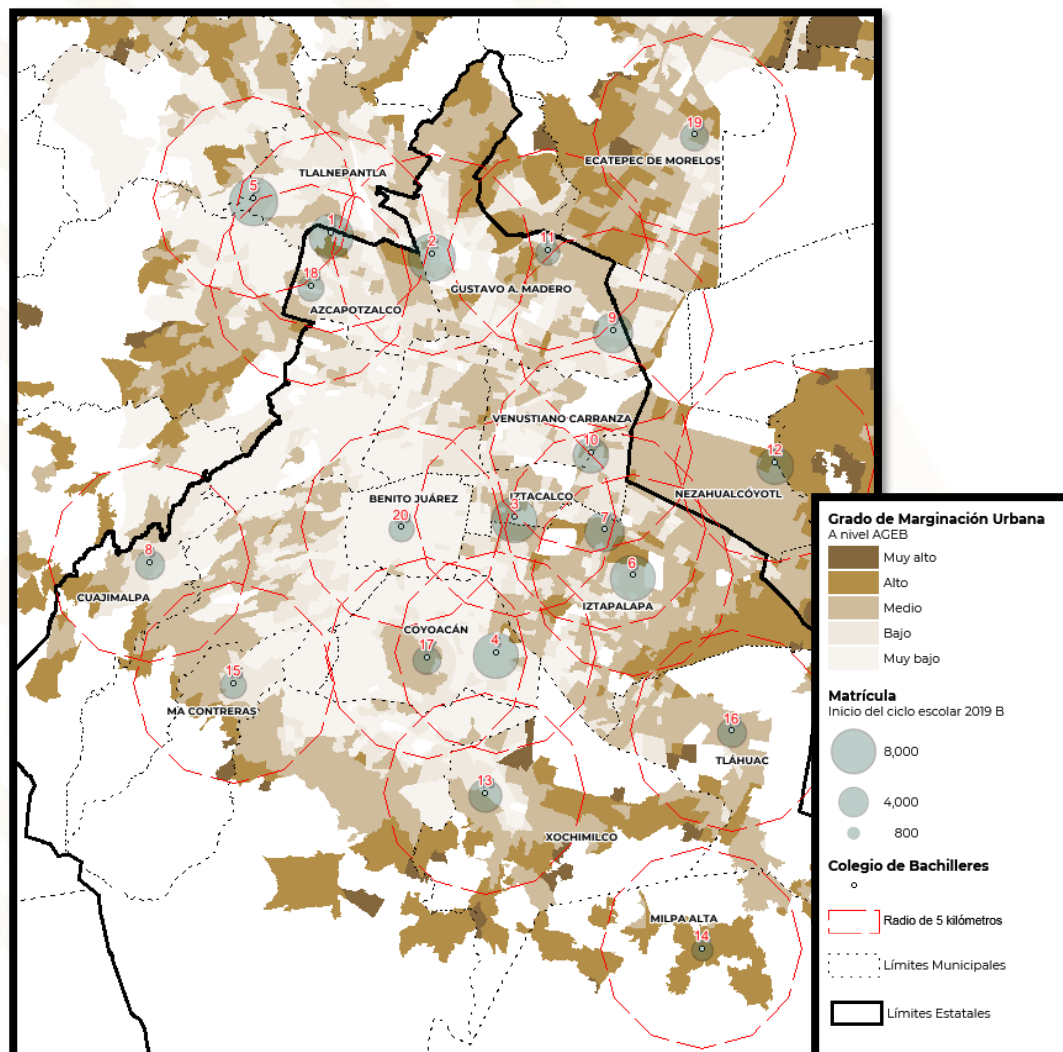 19
ECATEPEC DE MORELOS
TLALNEPANTLA
5
1
2
11
18
GUSTAVO A. MADERO
AZCAPOTZALCO
9
VENUSTIANO CARRANZA
10
12
BENITO JUÁREZ
IZTACALCO
NEZAHUALCÓYOTL
3
20
7
8
6
CUAJIMALPA
IZTAPALAPA
COYOACÁN
17
4
15
MA CONTRERAS
16
TLÁHUAC
13
XOCHIMILCO
MILPA ALTA
14
Grado de Marginación Urbana
A nivel AGEB
Muy alto
Alto
Medio
Bajo
Muy bajo
Matrícula
Inicio del ciclo escolar 2019 B
8,000
4,000
800
Colegio de Bachilleres
Radio de 5 kilómetros
Límites Municipales
Límites Estatales